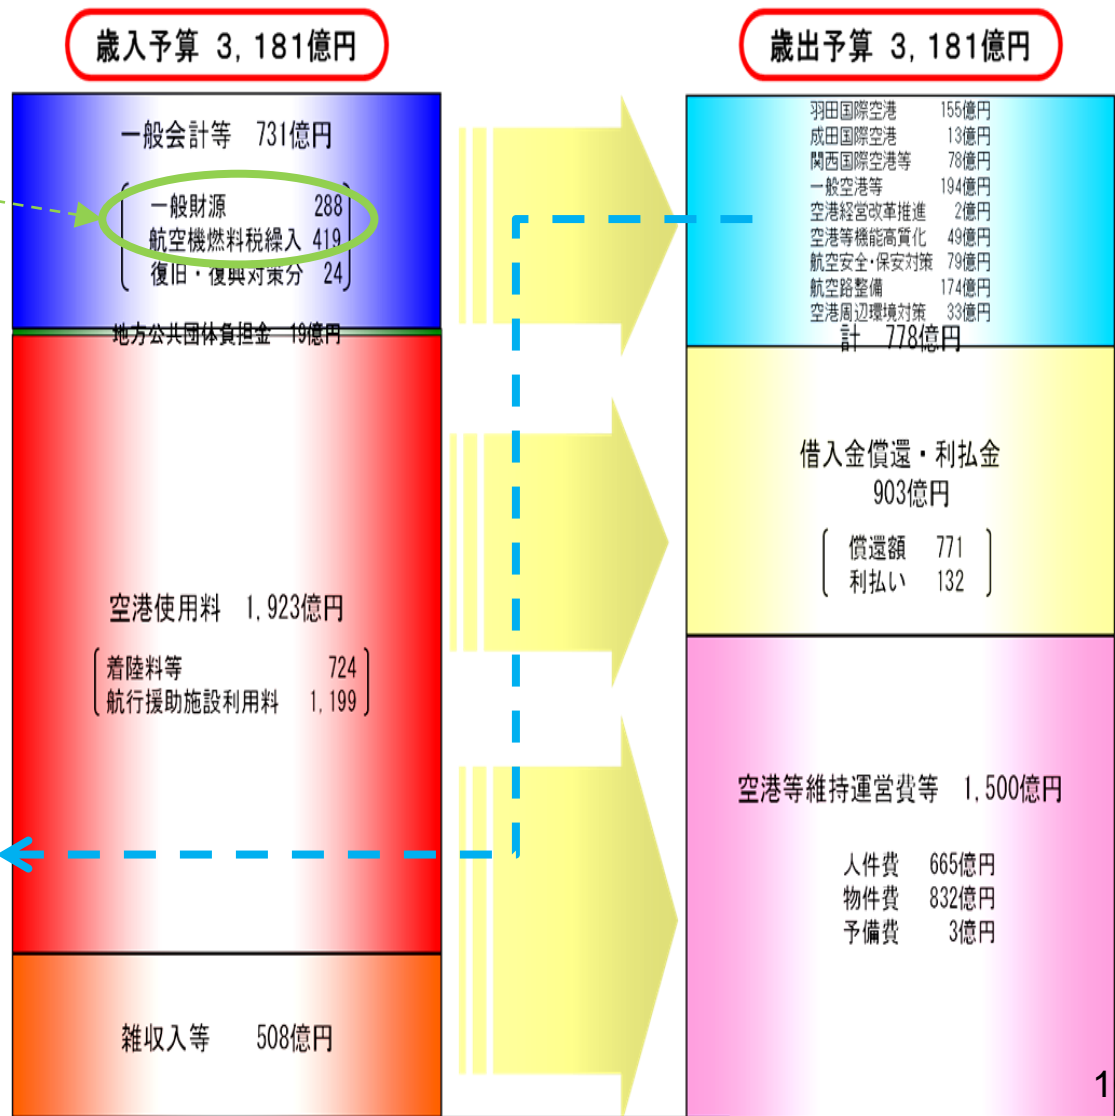 歳入予算 3,181億円
一般会計等 731億円
一般財源 288
航空機燃料税繰入 419
復旧・復興対策分 24
地方公共団体負担金 19億円
空港使用料 1,923億円
着陸料等 724
航行援助施設利用料 1,199
雑収入等 508億円
歳出予算 3,181億円
羽田国際空港 155億円
成田国際空港 13億円
関西国際空港等 78億円
一般空港等 194億円
空港経営改革推進 2億円
空港等機能高質化 49億円
航空安全・保安対策 79億円
航空路整備 174億円
空港周辺環境対策 33億円
計 778億円
借入金償還・利払金
903億円
償還額 771
利払い 132
空港等維持運営費等 1,500億円
人件費 665億円
物件費 832億円
予備費 3億円
1